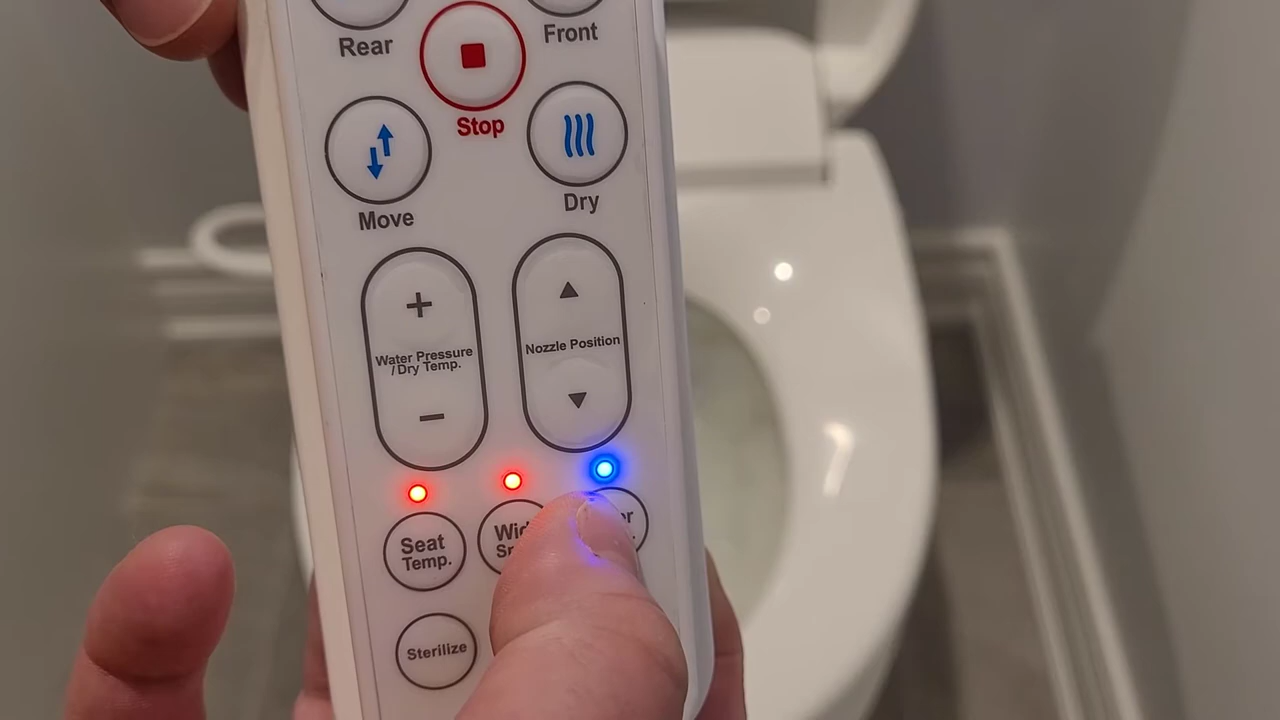 Rear
Front
Stop
Move
Dry
+
Water Pressure
/Dry Temp.
−
Nozzle Position
Seat
Temp.
Sterilize